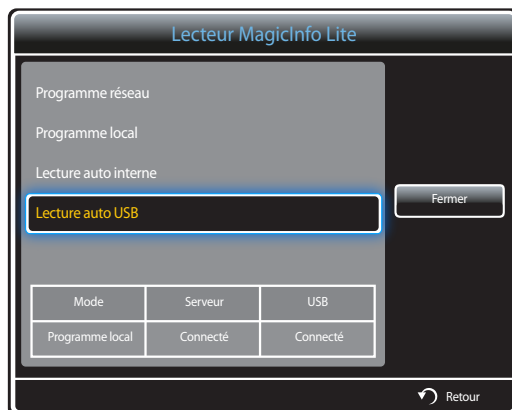 Lecteur MagicInfo Lite
Programme réseau
Programme local
Lecture auto interne
Lecture auto USB
Fermer
Mode Serveur USB
Programme local Connecté Connecté
Retour